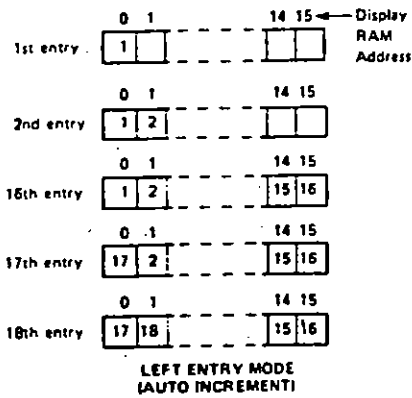 0 1 14 15 Display
RAM
Address
1st entry 1
0 1 14 15
2nd entry 1 2
0 1 14 15
16th entry 1 2 15 16
0 1 14 15
17th entry 17 2 15 16
0 1 14 15
18th entry 17 18 15 16
LEFT ENTRY MODE
(AUTO INCREMENT)